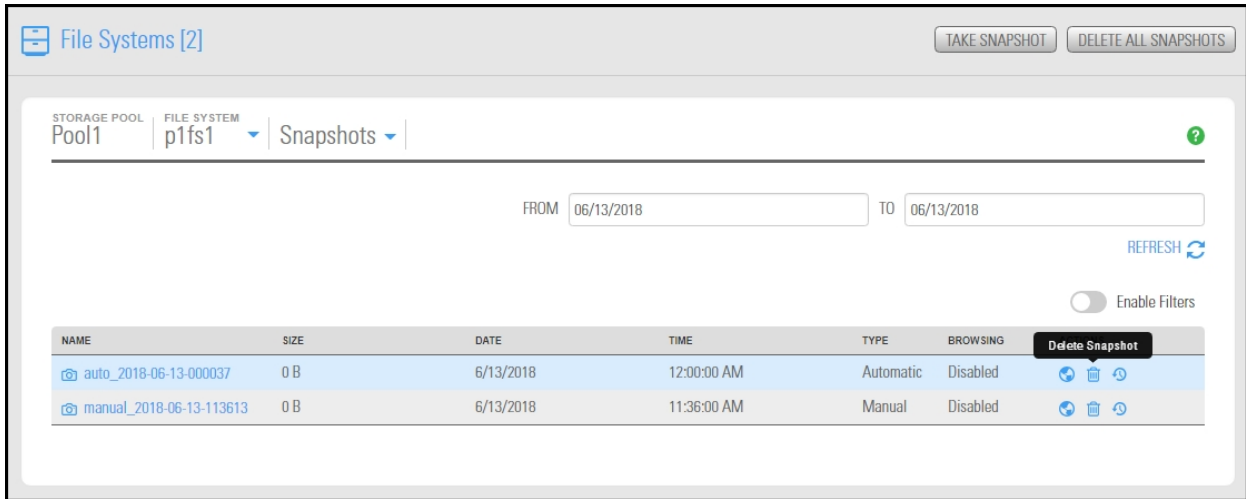 File Systems [2]
TAKE SNAPSHOT
DELETE ALL SNAPSHOTS
STORAGE POOL
Pool1
FILE SYSTEM
p1fs1
Snapshots
?
FROM 06/13/2018 TO 06/13/2018
REFRESH
Enable Filters
NAME SIZE DATE TIME TYPE BROWSING
Delete Snapshot
auto_2018-06-13-000037 0 B 6/13/2018 12:00:00 AM Automatic Disabled
manual_2018-06-13-113613 0 B 6/13/2018 11:36:00 AM Manual Disabled